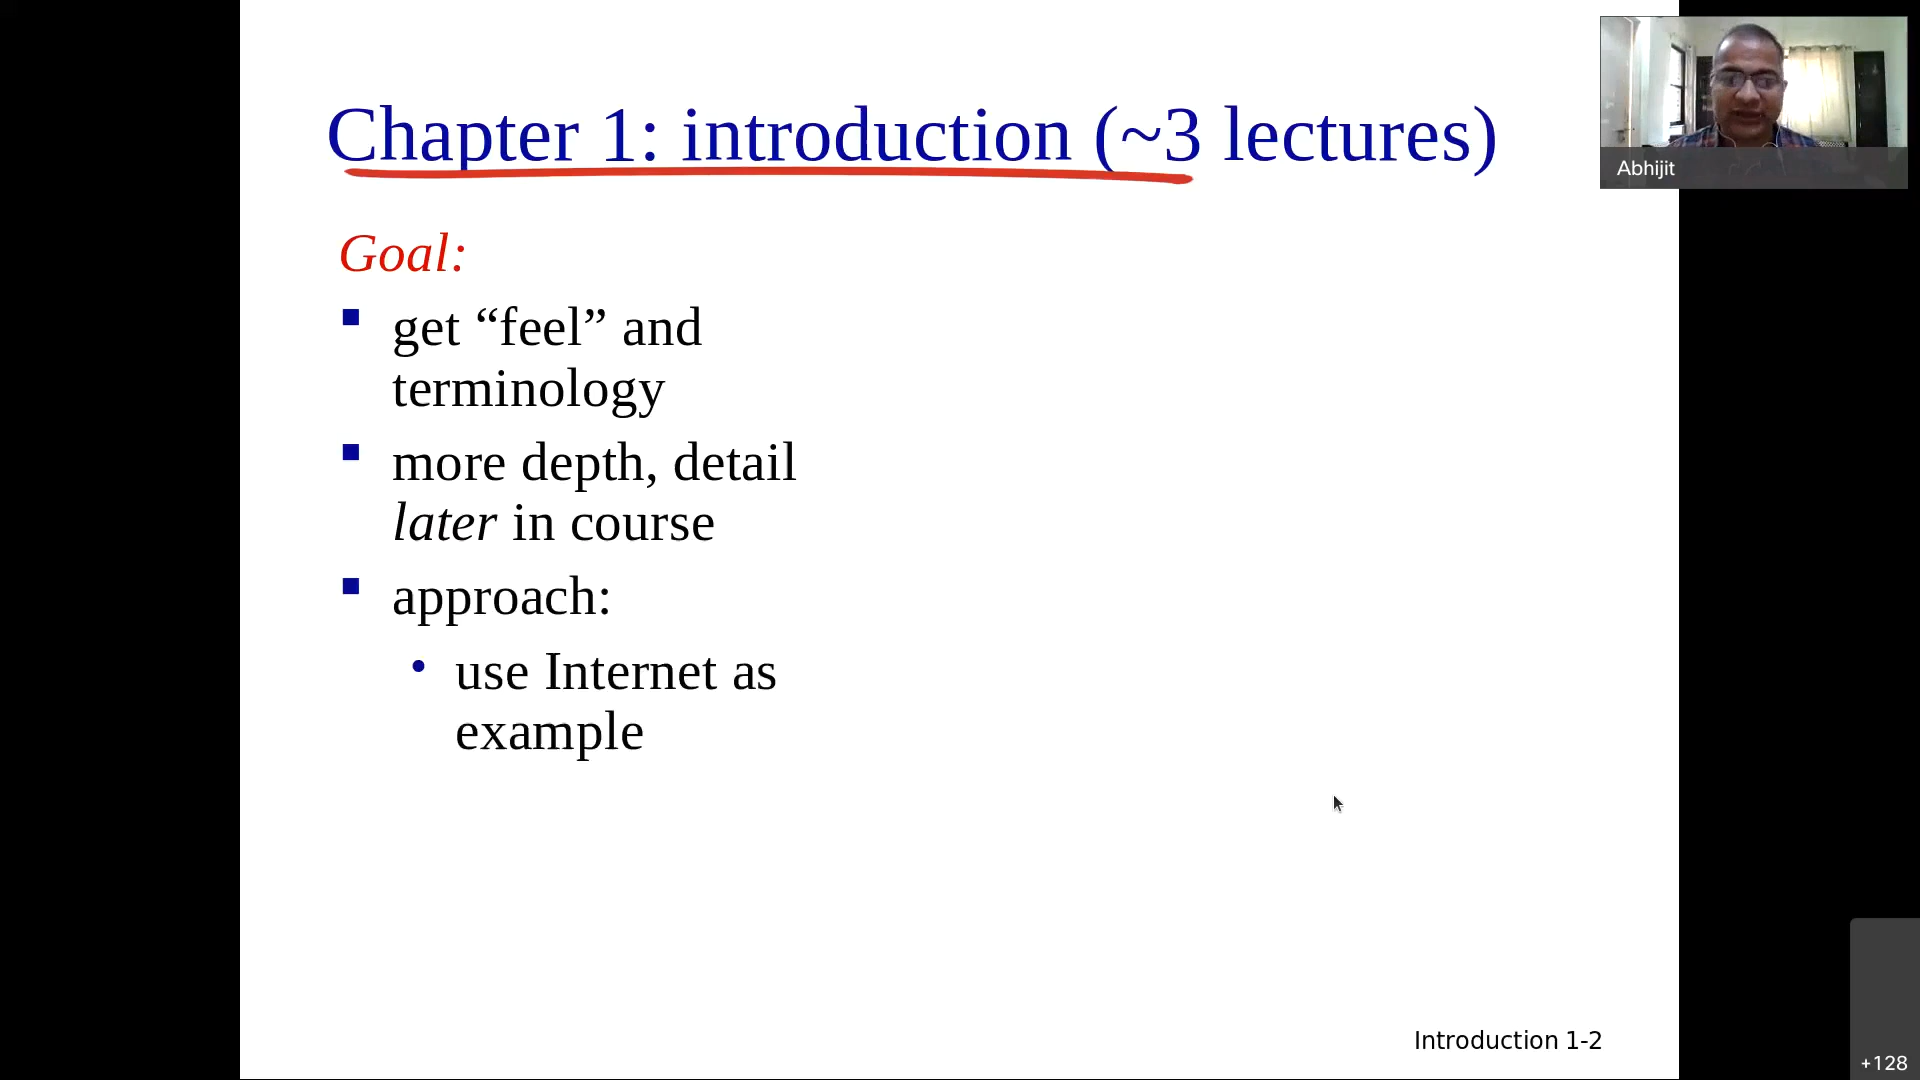 Chapter 1: introduction (~3 lectures)
Abhijit
Goal:
get “feel” and
terminology
more depth, detail
later in course
approach:
use Internet as
example
Introduction 1-2
+128